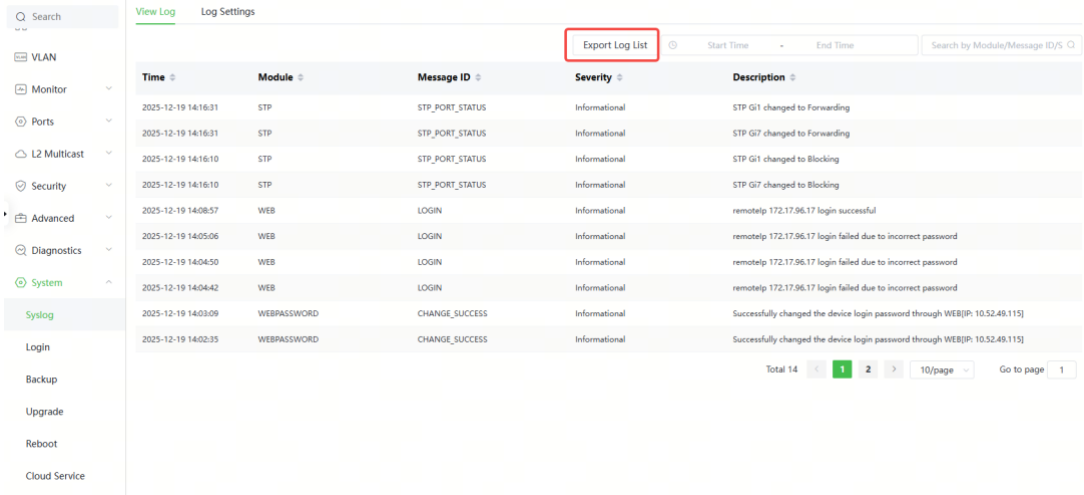 Search
View Log Log Settings
Export Log List Start Time - End Time Search by Module/Message ID/S
VLAN
Monitor
Ports
L2 Multicast
Security
Advanced
Diagnostics
System
Syslog
Login
Backup
Upgrade
Reboot
Cloud Service
Time Module Message ID Severity Description
2025-12-19 14:16:31 STP STP_PORT_STATUS Informational STP Gi1 changed to Forwarding
2025-12-19 14:16:31 STP STP_PORT_STATUS Informational STP Gi7 changed to Forwarding
2025-12-19 14:16:10 STP STP_PORT_STATUS Informational STP Gi1 changed to Blocking
2025-12-19 14:16:10 STP STP_PORT_STATUS Informational STP Gi7 changed to Blocking
2025-12-19 14:08:57 WEB LOGIN Informational remoteIp 172.17.96.17 login successful
2025-12-19 14:05:06 WEB LOGIN Informational remoteIp 172.17.96.17 login failed due to incorrect password
2025-12-19 14:04:50 WEB LOGIN Informational remoteIp 172.17.96.17 login failed due to incorrect password
2025-12-19 14:04:42 WEB LOGIN Informational remoteIp 172.17.96.17 login failed due to incorrect password
2025-12-19 14:03:09 WEBPASSWORD CHANGE_SUCCESS Informational Successfully changed the device login password through WEB[IP: 10.52.49.115]
2025-12-19 14:02:35 WEBPASSWORD CHANGE_SUCCESS Informational Successfully changed the device login password through WEB[IP: 10.52.49.115]
Total 14 < 1 2 > 10/page Go to page 1